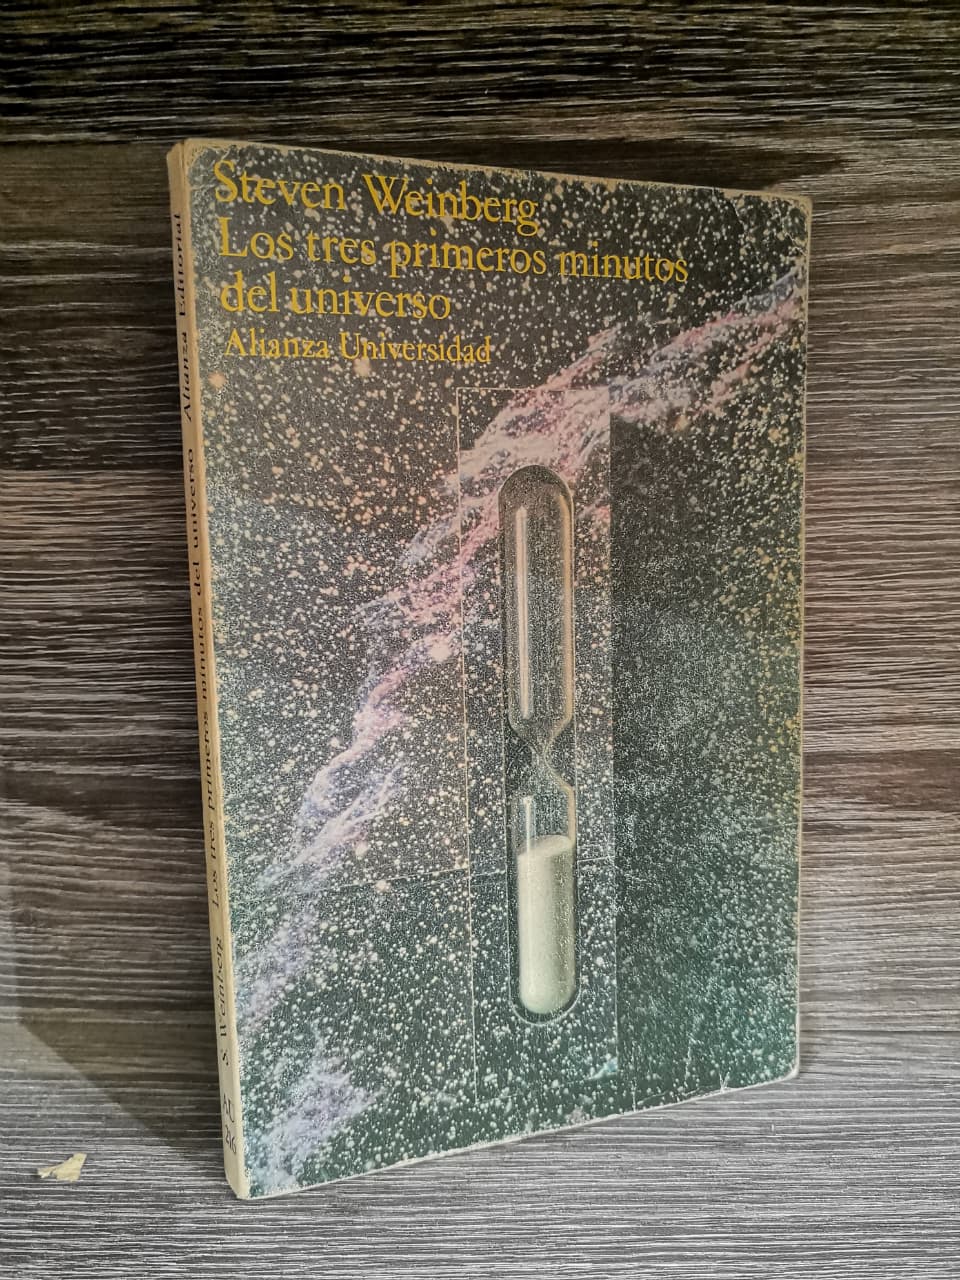 Steven Weinberg
Los tres primeros minutos
del universo
Alianza Universidad
S. Weinberg Los tres primeros minutos del universo Alianza Editorial
AU
216